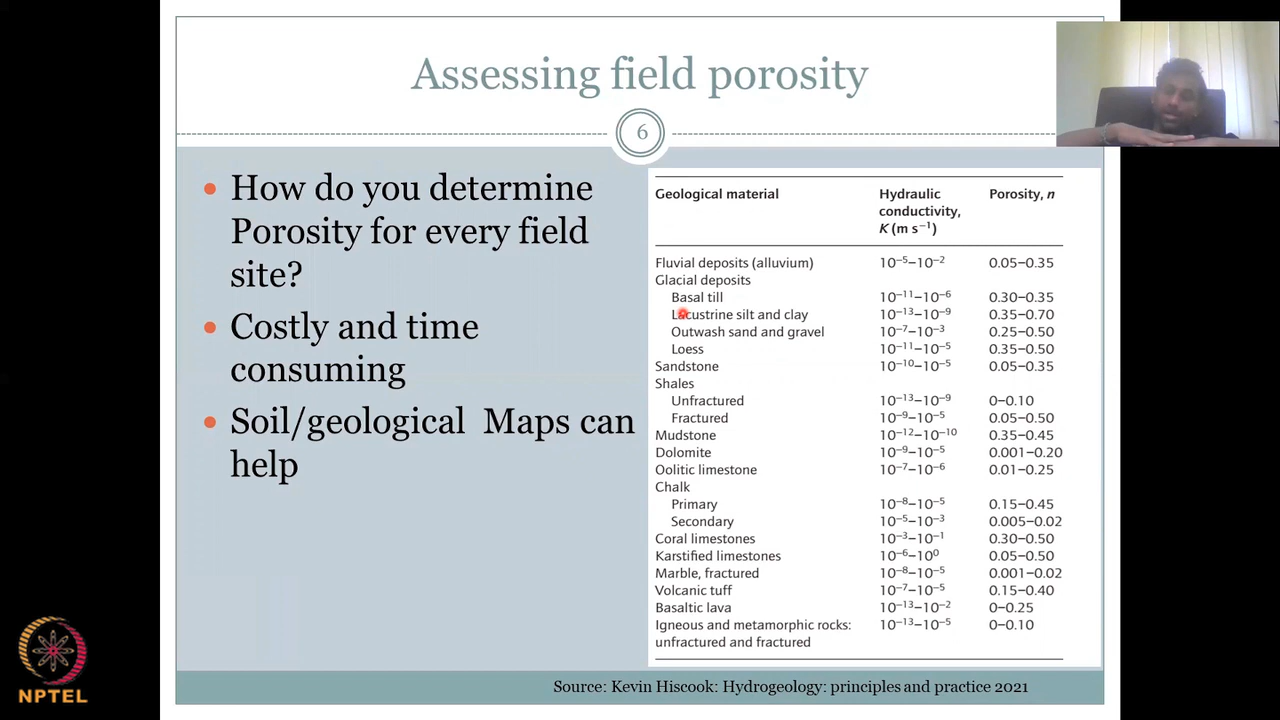 Assessing field porosity
6
• How do you determine
Porosity for every field
site?
• Costly and time
consuming
• Soil/geological Maps can
help
Geological material Hydraulic conductivity, K (m s⁻¹) Porosity, n
Fluvial deposits (alluvium) 10⁻⁵–10⁻² 0.05–0.35
Glacial deposits
Basal till 10⁻¹¹–10⁻⁶ 0.30–0.35
Lacustrine silt and clay 10⁻¹³–10⁻⁹ 0.35–0.70
Outwash sand and gravel 10⁻⁷–10⁻³ 0.25–0.50
Loess 10⁻¹¹–10⁻⁵ 0.35–0.50
Sandstone 10⁻¹⁰–10⁻⁵ 0.05–0.35
Shales
Unfractured 10⁻¹³–10⁻⁹ 0–0.10
Fractured 10⁻⁹–10⁻⁵ 0.05–0.50
Mudstone 10⁻¹²–10⁻¹⁰ 0.35–0.45
Dolomite 10⁻⁹–10⁻⁵ 0.001–0.20
Oolitic limestone 10⁻⁷–10⁻⁶ 0.01–0.25
Chalk
Primary 10⁻⁸–10⁻⁵ 0.15–0.45
Secondary 10⁻⁵–10⁻³ 0.005–0.02
Coral limestones 10⁻³–10⁻¹ 0.30–0.50
Karstified limestones 10⁻⁶–10⁰ 0.05–0.50
Marble, fractured 10⁻⁸–10⁻⁵ 0.001–0.02
Volcanic tuff 10⁻⁷–10⁻⁵ 0.15–0.40
Basaltic lava 10⁻¹³–10⁻² 0–0.25
Igneous and metamorphic rocks: 10⁻¹³–10⁻⁵ 0–0.10
unfractured and fractured
Source: Kevin Hiscook: Hydrogeology: principles and practice 2021
NPTEL